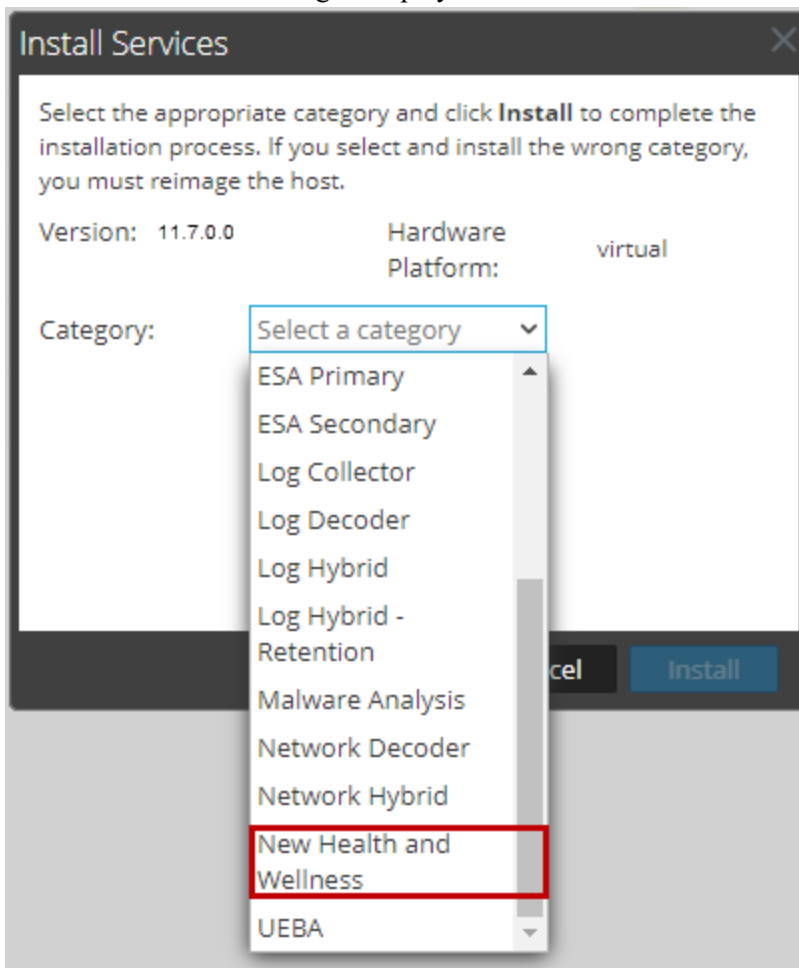 Install Services
Select the appropriate category and click Install to complete the
installation process. If you select and install the wrong category,
you must reimage the host.
Version: 11.7.0.0 Hardware
Platform: virtual
Category: Select a category
ESA Primary
ESA Secondary
Log Collector
Log Decoder
Log Hybrid
Log Hybrid -
Retention
cel Install
Malware Analysis
Network Decoder
Network Hybrid
New Health and
Wellness
UEBA